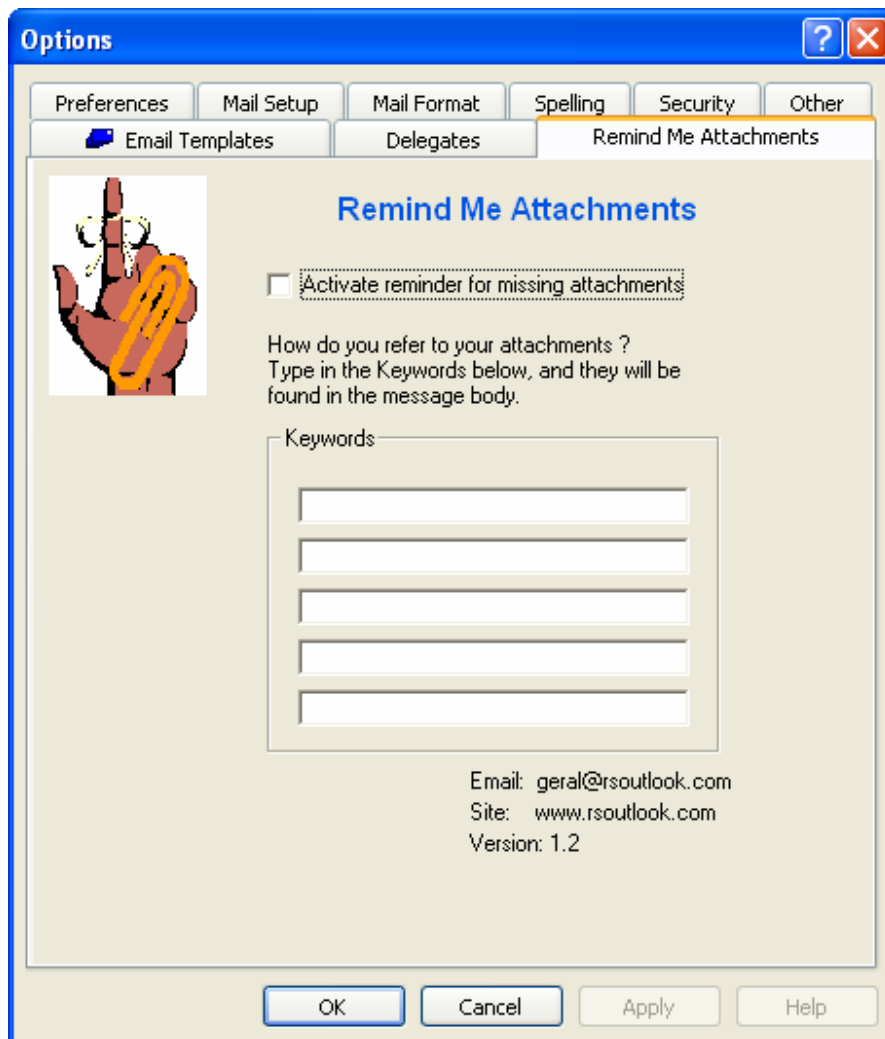 Options
Preferences Mail Setup Mail Format Spelling Security Other
Email Templates Delegates Remind Me Attachments
Remind Me Attachments
Activate reminder for missing attachments
How do you refer to your attachments ?
Type in the Keywords below, and they will be
found in the message body.
Keywords
Email: geral@rsoutlook.com
Site: www.rsoutlook.com
Version: 1.2
OK Cancel Apply Help